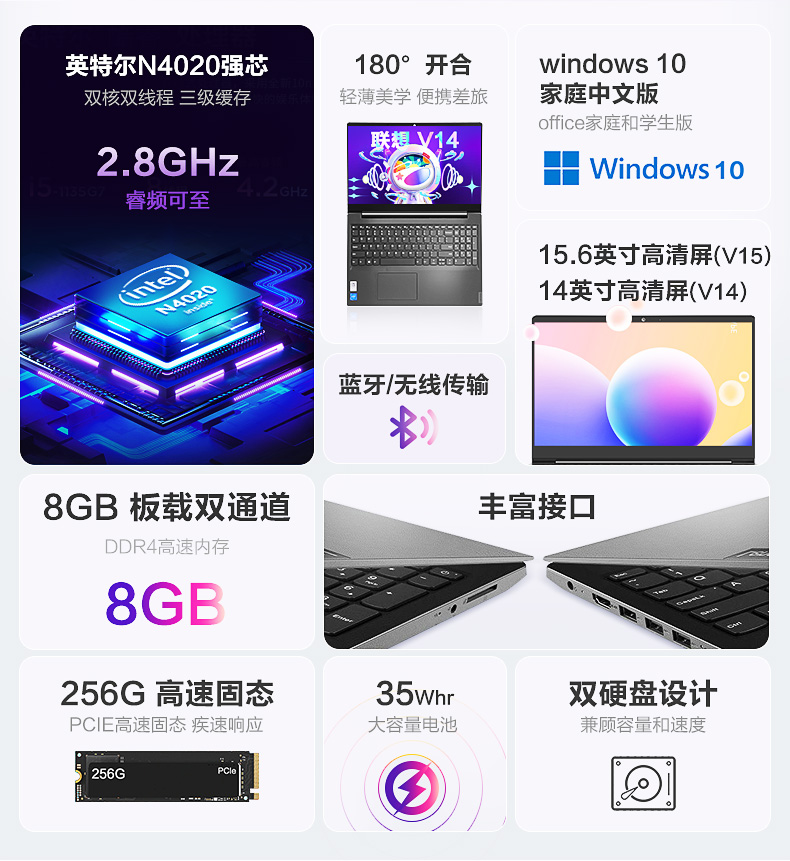 英特尔N4020强芯
双核双线程 三级缓存
2.8GHz
睿频可至
intel
N4020
inside
180° 开合
轻薄美学 便携差旅
联想 V14
windows 10
家庭中文版
office家庭和学生版
Windows 10
15.6英寸高清屏(V15)
14英寸高清屏(V14)
蓝牙/无线传输
8GB 板载双通道
DDR4高速内存
8GB
丰富接口
Enter
Esc
Tab
Q
CapsLk
A
Shift
Ctrl
256G 高速固态
PCIE高速固态 疾速响应
256G
PCIe
35Whr
大容量电池
双硬盘设计
兼顾容量和速度